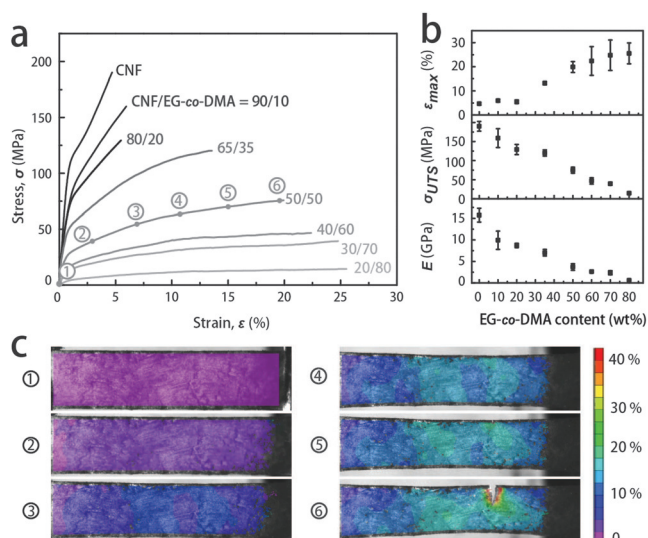 a
200
150
100
50
0
Stress, σ (MPa)
CNF
CNF/EG-co-DMA = 90/10
80/20
65/35
50/50
40/60
30/70
20/80
① ② ③ ④ ⑤ ⑥
0 5 10 15 20 25 30
Strain, ε (%)
b
30
20
10
0
εmax (%)
150
100
50
0
σUTS (MPa)
15
10
5
0
E (GPa)
0 10 20 30 40 50 60 70 80
EG-co-DMA content (wt%)
c
①
②
③
④
⑤
⑥
40 %
30 %
20 %
10 %
0